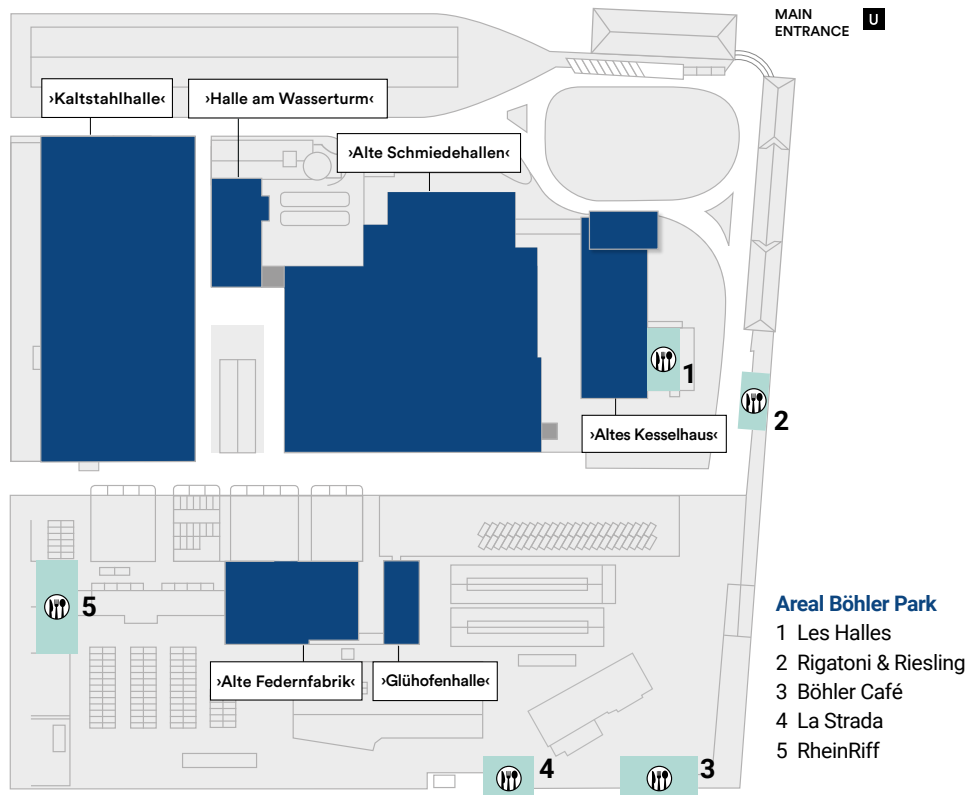 MAIN
ENTRANCE U
›Kaltstahlhalle‹
›Halle am Wasserturm‹
›Alte Schmiedehallen‹
1
2
›Altes Kesselhaus‹
5
Areal Böhler Park
1 Les Halles
2 Rigatoni & Riesling
3 Böhler Café
4 La Strada
5 RheinRiff
›Alte Federnfabrik‹
›Glühofenhalle‹
4
3